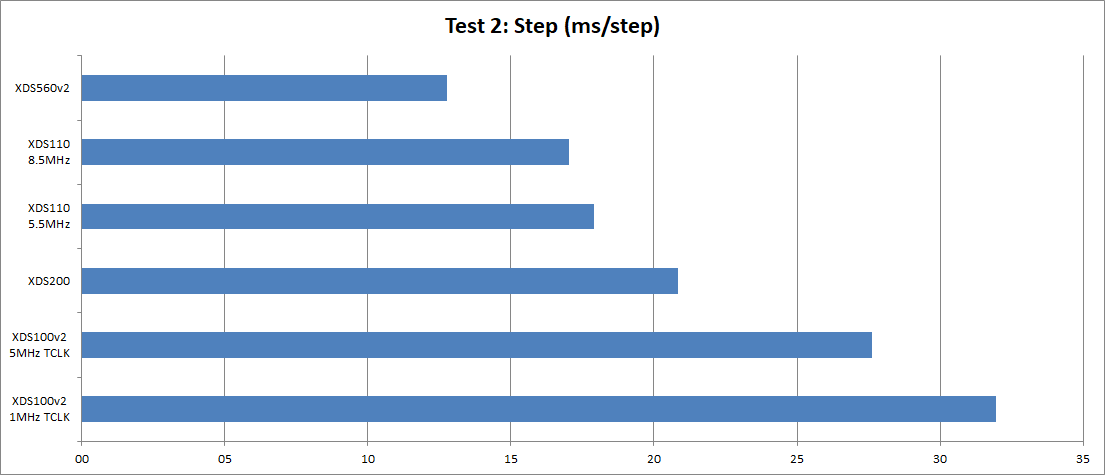 Test 2: Step (ms/step)
XDS560v2
XDS110
8.5MHz
XDS110
5.5MHz
XDS200
XDS100v2
5MHz TCLK
XDS100v2
1MHz TCLK
00 05 10 15 20 25 30 35